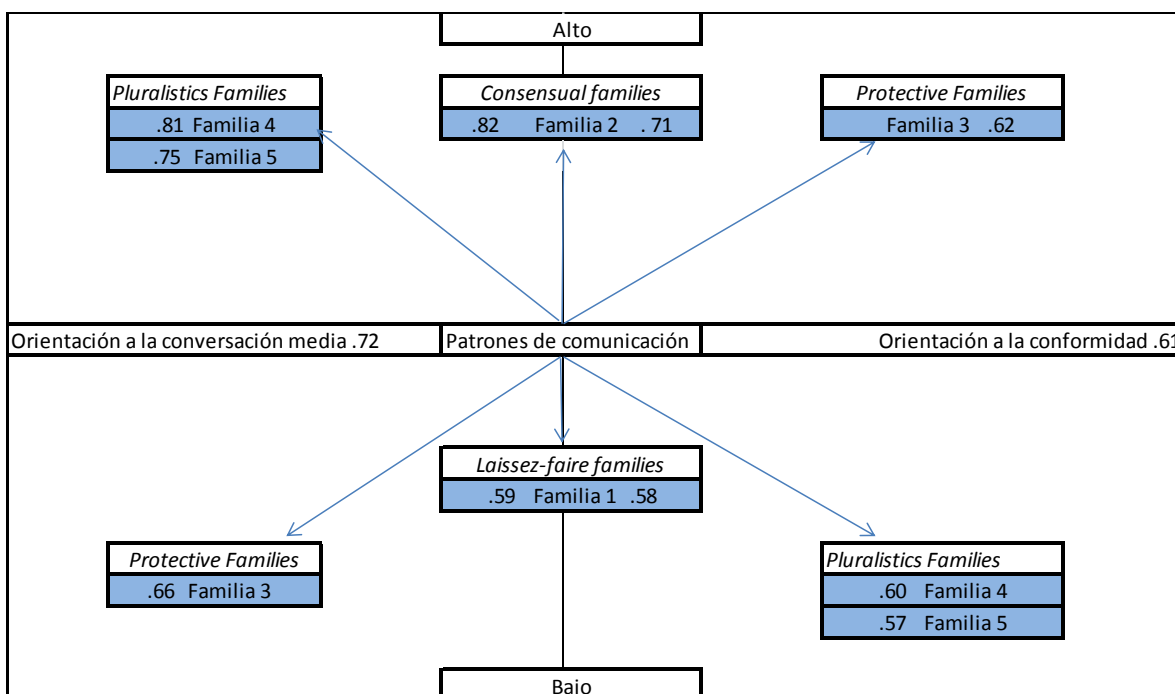 Alto
Pluralistics Families
.81 Familia 4
.75 Familia 5
Consensual families
.82 Familia 2 . 71
Protective Families
Familia 3 .62
Orientación a la conversación media .72
Patrones de comunicación
Orientación a la conformidad .61
Laissez-faire families
.59 Familia 1 .58
Protective Families
.66 Familia 3
Pluralistics Families
.60 Familia 4
.57 Familia 5
Bajo